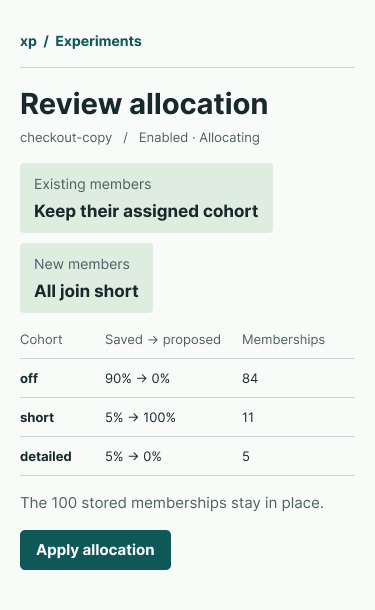 xp / Experiments
Review allocation
checkout-copy / Enabled · Allocating
Existing members
Keep their assigned cohort
New members
All join short
Cohort Saved → proposed Memberships
off 90% → 0% 84
short 5% → 100% 11
detailed 5% → 0% 5
The 100 stored memberships stay in place.
Apply allocation